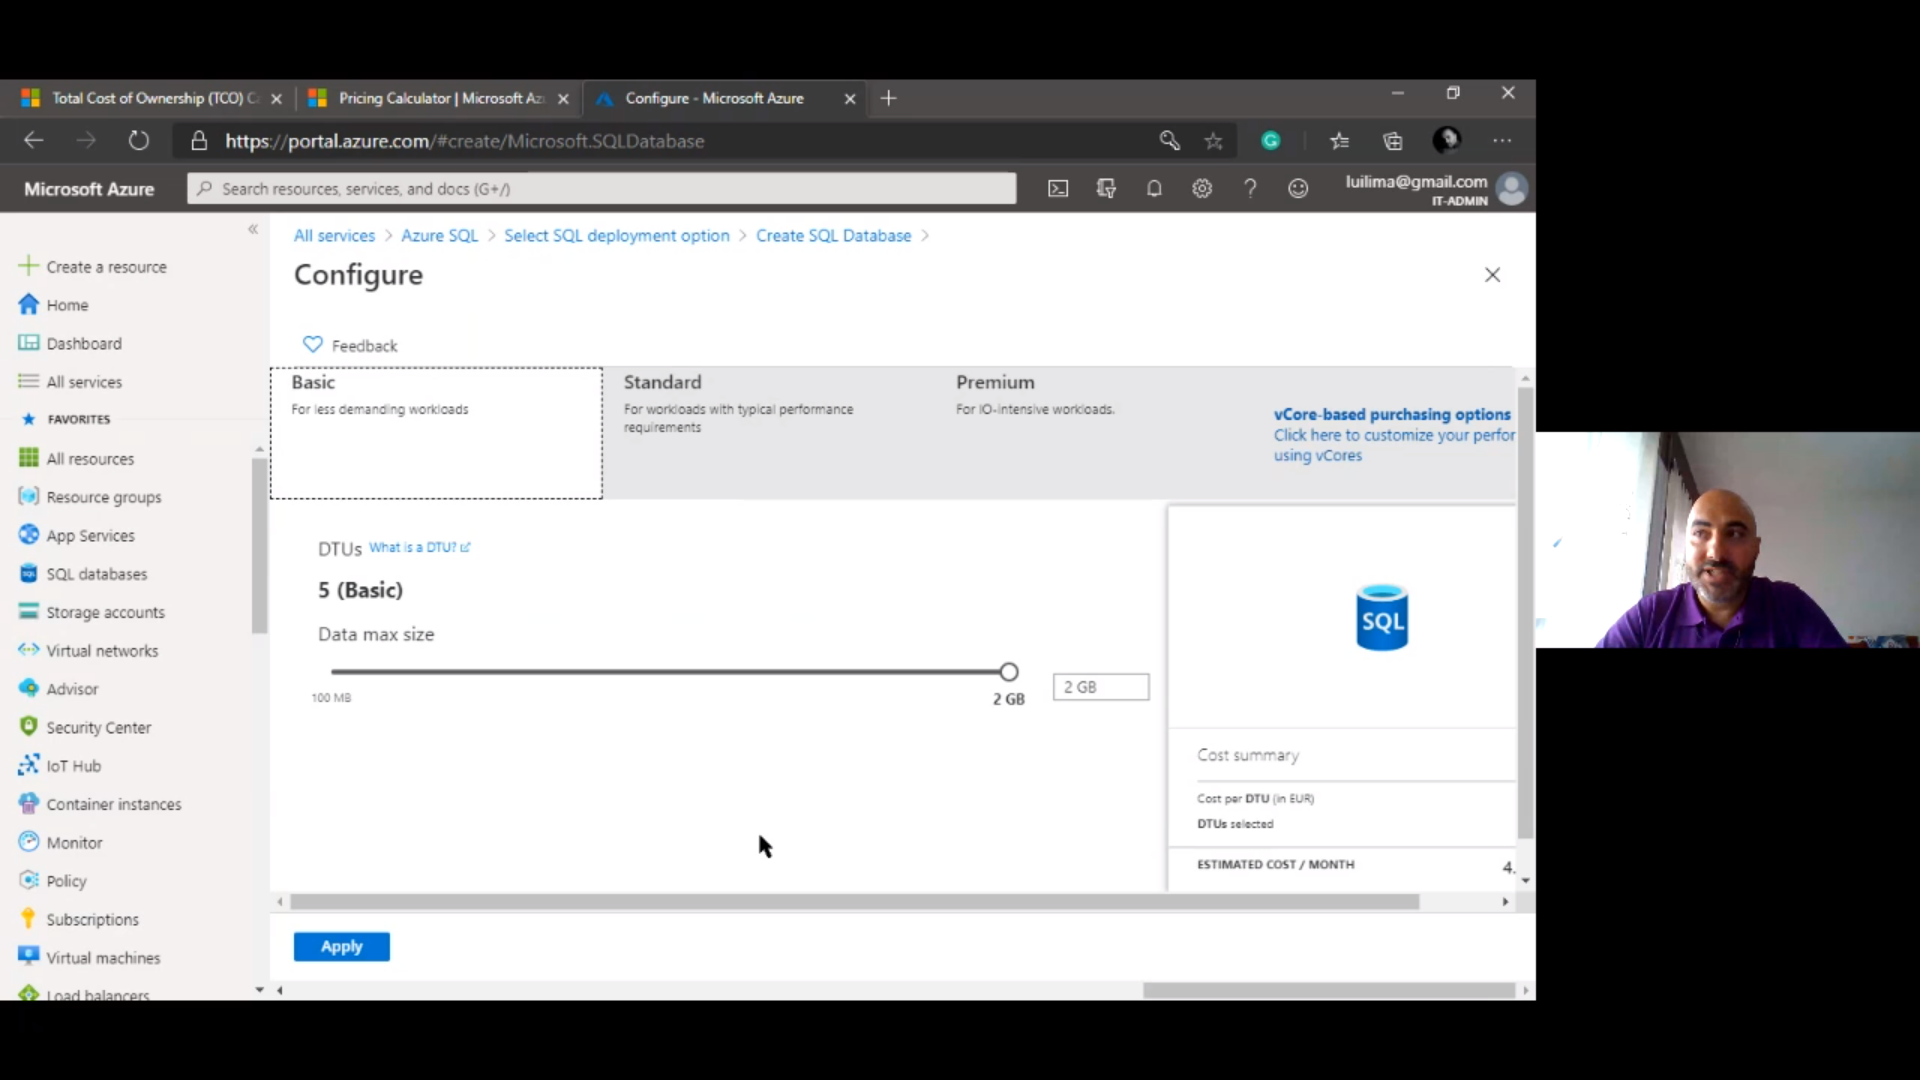 Total Cost of Ownership (TCO) C
Pricing Calculator | Microsoft Az
Configure - Microsoft Azure
https://portal.azure.com/#create/Microsoft.SQLDatabase
Microsoft Azure
Search resources, services, and docs (G+/)
luilima@gmail.com
IT-ADMIN
All services > Azure SQL > Select SQL deployment option > Create SQL Database >
Configure
Feedback
Create a resource
Home
Dashboard
All services
FAVORITES
All resources
Resource groups
App Services
SQL databases
Storage accounts
Virtual networks
Advisor
Security Center
IoT Hub
Container instances
Monitor
Policy
Subscriptions
Virtual machines
Load balancers
Basic
For less demanding workloads
Standard
For workloads with typical performance
requirements
Premium
For IO-intensive workloads.
vCore-based purchasing options
Click here to customize your perfor
using vCores
DTUs What is a DTU?
5 (Basic)
Data max size
100 MB
2 GB
2 GB
SQL
Cost summary
Cost per DTU (in EUR)
DTUs selected
ESTIMATED COST / MONTH 4.
Apply